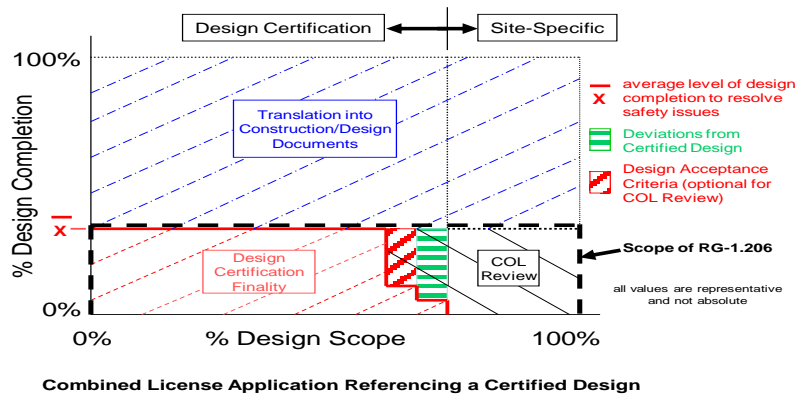 Design Certification
Site-Specific
100%
% Design Completion
x
0%
Translation into
Construction/Design
Documents
Design
Certification
Finality
COL
Review
0%
% Design Scope
100%
x
average level of design
completion to resolve
safety issues
Deviations from
Certified Design
Design Acceptance
Criteria (optional for
COL Review)
Scope of RG-1.206
all values are representative
and not absolute
Combined License Application Referencing a Certified Design